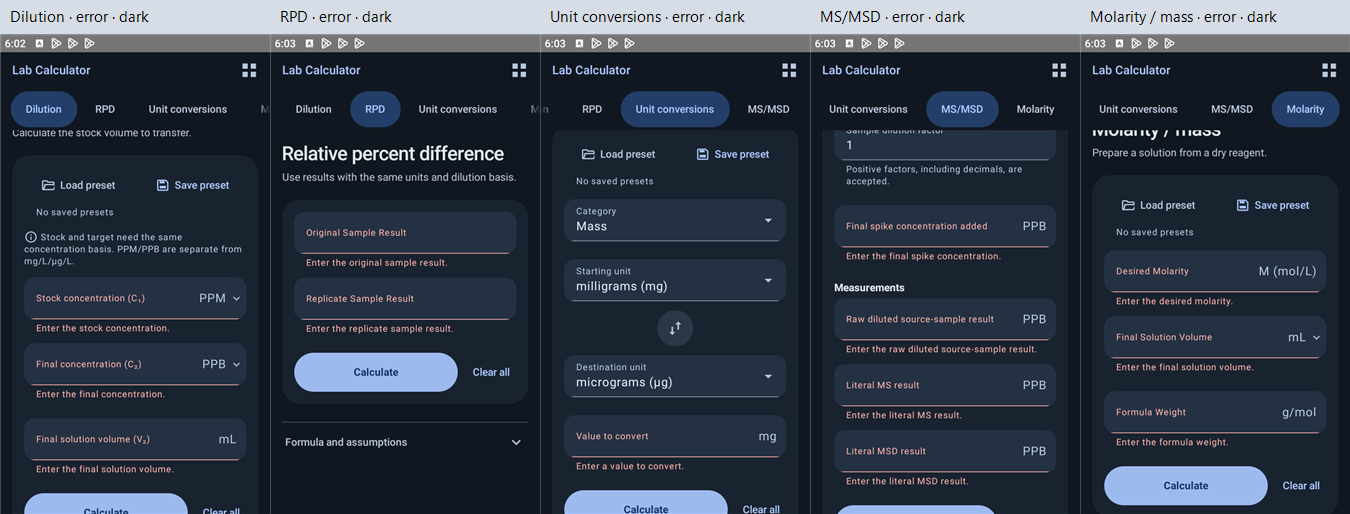 Dilution · error · dark
6:02
Lab Calculator
Dilution
RPD
Unit conversions
Calculate the stock volume to transfer.
Load preset
Save preset
No saved presets
Stock and target need the same
concentration basis. PPM/PPB are separate from
mg/L/µg/L.
Stock concentration (C₁)
PPM
Enter the stock concentration.
Final concentration (C₂)
PPB
Enter the final concentration.
Final solution volume (V₂)
mL
Enter the final solution volume.
Calculate
Clear all
RPD · error · dark
6:03
Lab Calculator
Dilution
RPD
Unit conversions
Relative percent difference
Use results with the same units and dilution basis.
Original Sample Result
Enter the original sample result.
Replicate Sample Result
Enter the replicate sample result.
Calculate
Clear all
Formula and assumptions
Unit conversions · error · dark
6:03
Lab Calculator
RPD
Unit conversions
MS/MSD
Load preset
Save preset
No saved presets
Category
Mass
Starting unit
milligrams (mg)
Destination unit
micrograms (µg)
Value to convert
mg
Enter a value to convert.
Calculate
Clear all
MS/MSD · error · dark
6:03
Lab Calculator
Unit conversions
MS/MSD
Molarity
Sample dilution factor
1
Positive factors, including decimals, are
accepted.
Final spike concentration added
PPB
Enter the final spike concentration.
Measurements
Raw diluted source-sample result
PPB
Enter the raw diluted source-sample result.
Literal MS result
PPB
Enter the literal MS result.
Literal MSD result
PPB
Enter the literal MSD result.
Molarity / mass · error · dark
6:03
Lab Calculator
Unit conversions
MS/MSD
Molarity
Molarity / mass
Prepare a solution from a dry reagent.
Load preset
Save preset
No saved presets
Desired Molarity
M (mol/L)
Enter the desired molarity.
Final Solution Volume
mL
Enter the final solution volume.
Formula Weight
g/mol
Enter the formula weight.
Calculate
Clear all